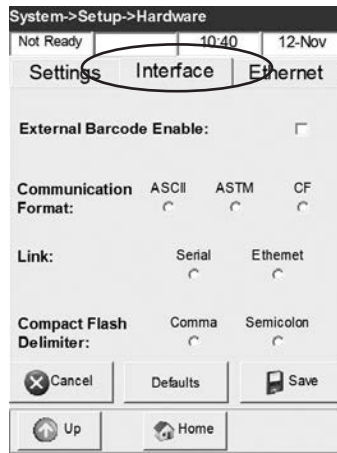 System->Setup->Hardware
Not Ready 10:40 12-Nov
Settings Interface Ethernet
External Barcode Enable:
Communication Format: ASCII ASTM CF
Link: Serial Ethernet
Compact Flash Delimiter: Comma Semicolon
Cancel Defaults Save
Up Home